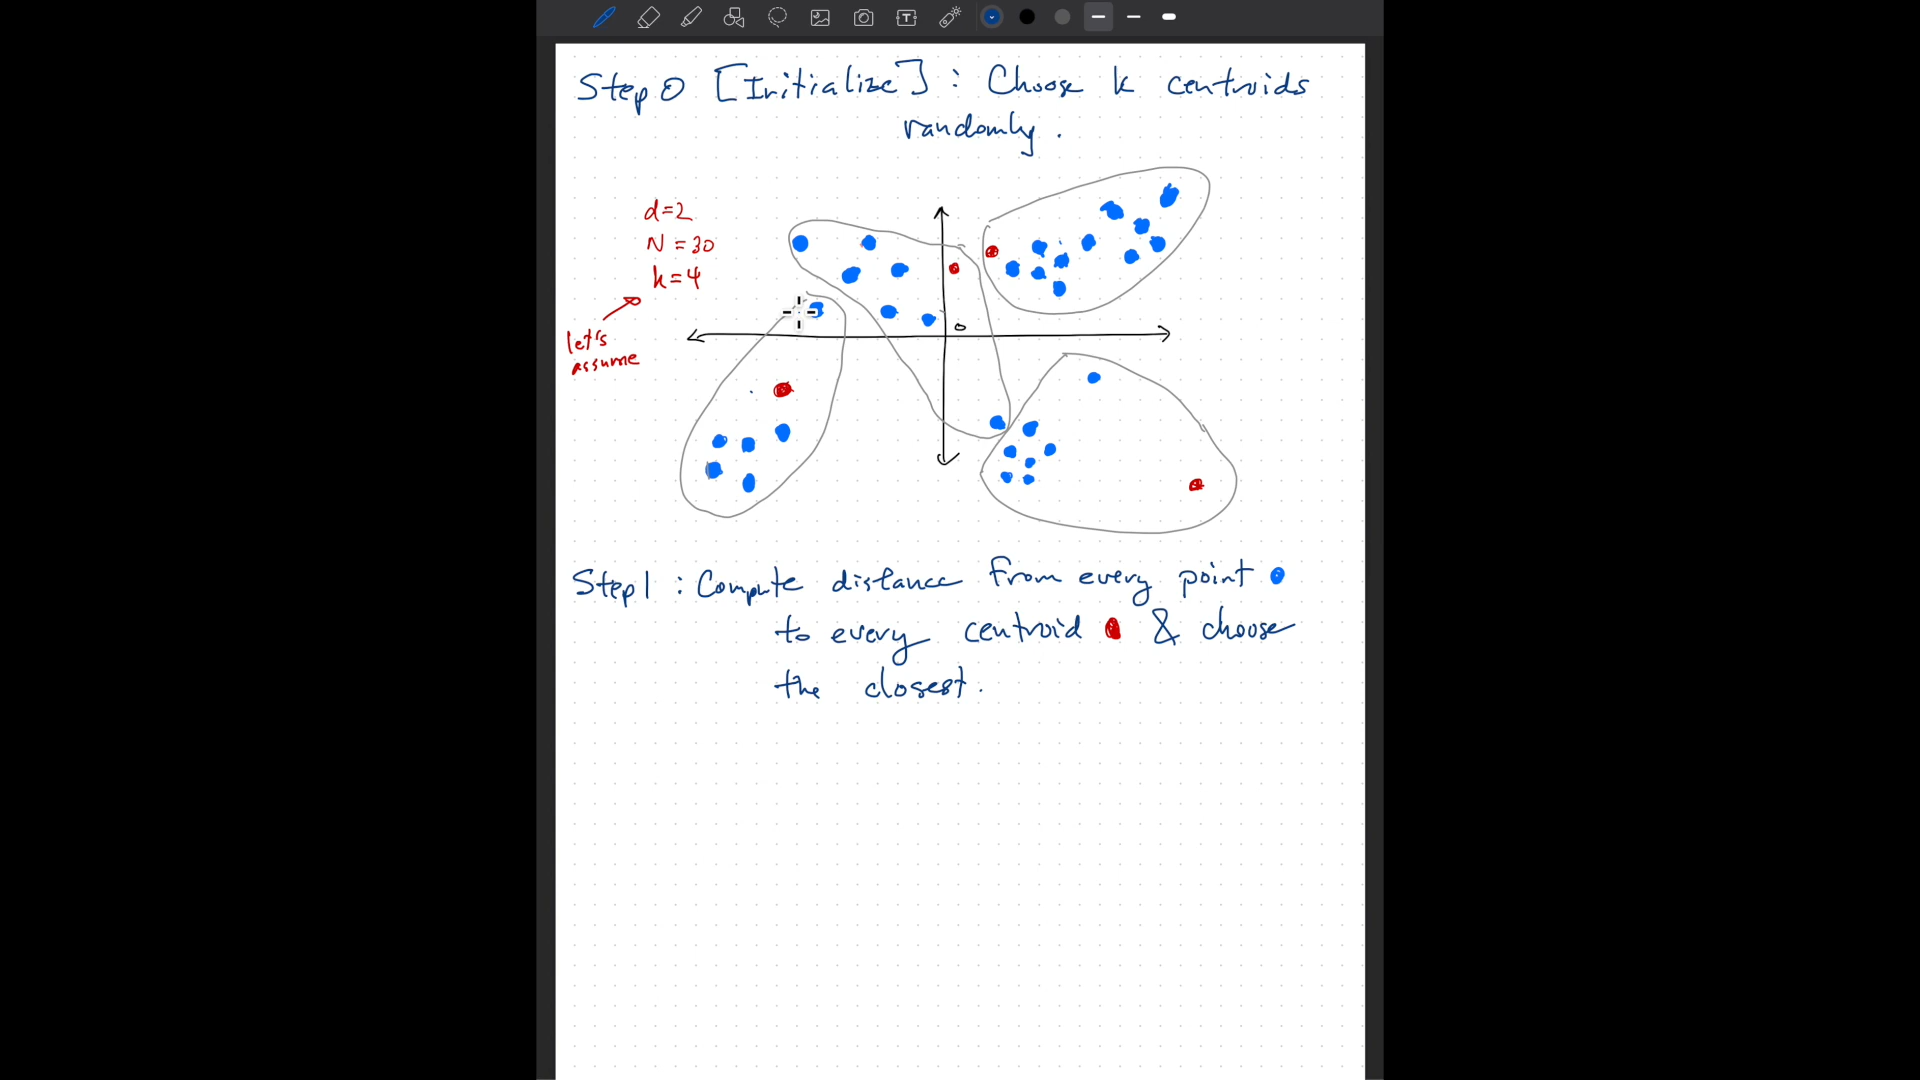 Step 0 [Initialize] : Choose k centroids
randomly.
d=2
N=30
k=4
let's
assume
0
Step 1 : Compute distance from every point
to every centroid & choose
the closest.